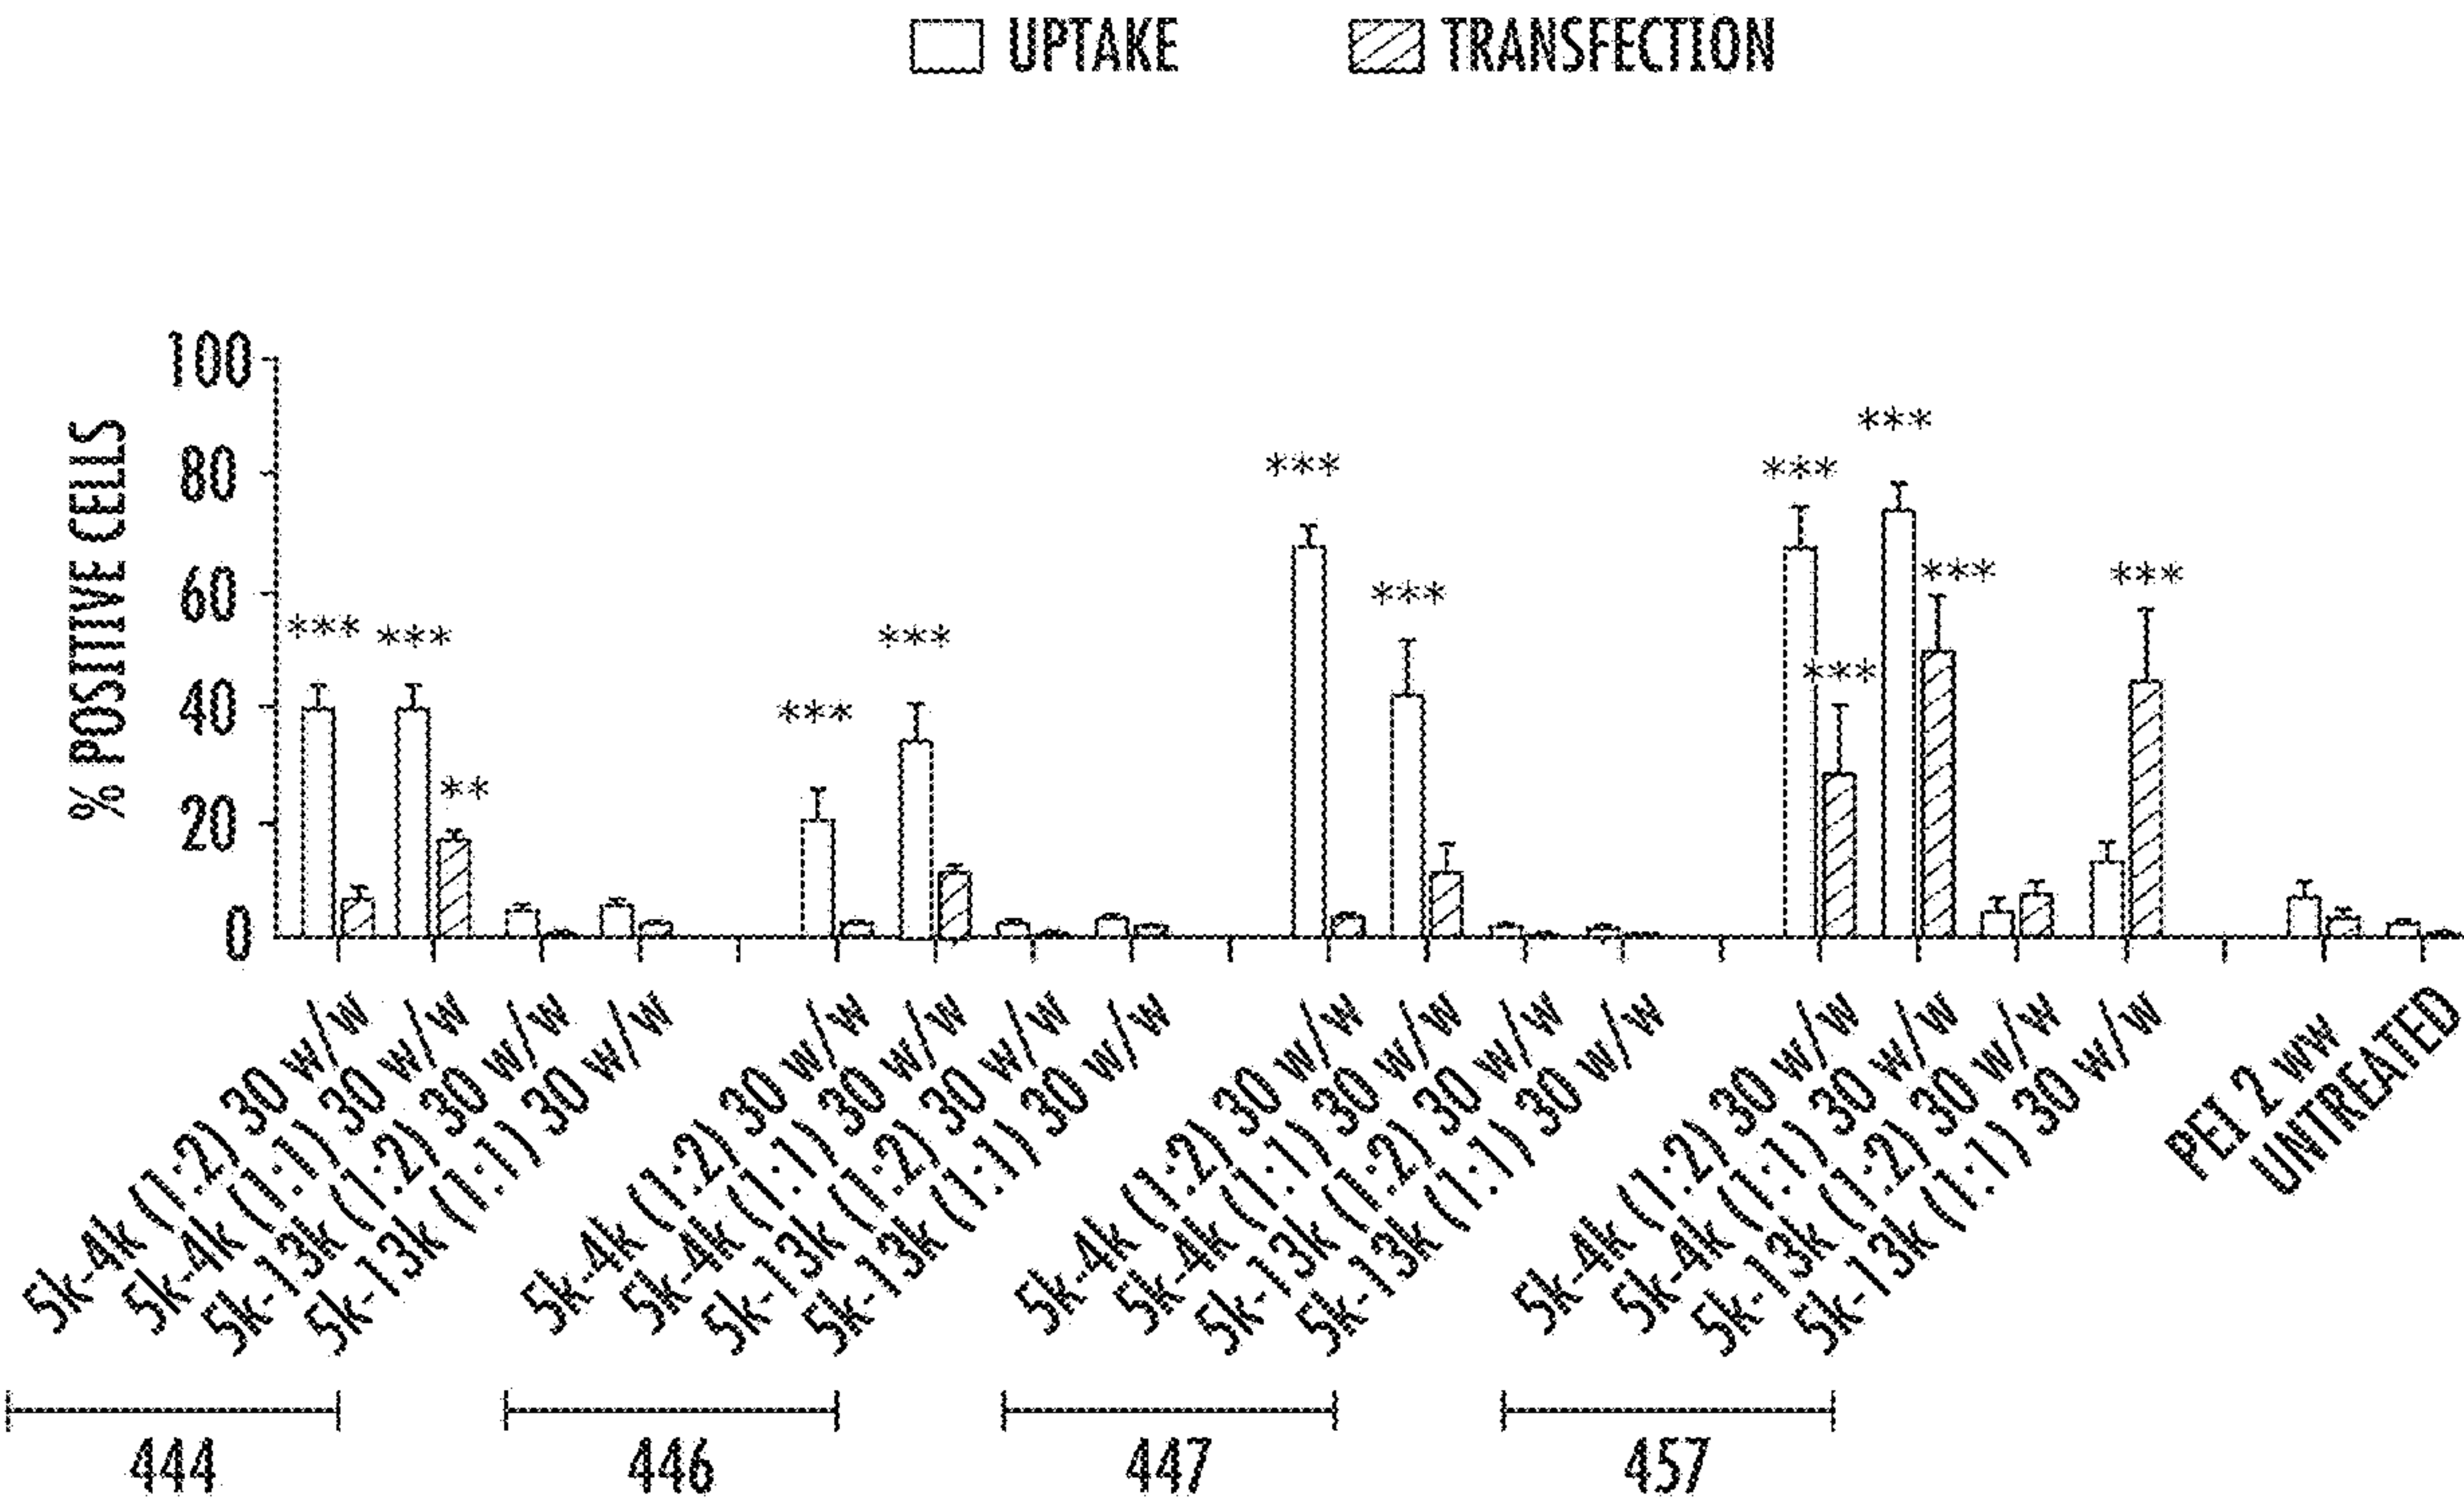 UPTAKE TRANSFECTION
% POSITIVE CELLS
100
80
60
40
20
0
*** *** **
*** ***
*** ***
*** *** *** *** ***
5k-4k (1:2) 30 w/w
5k-4k (1:1) 30 w/w
5k-13k (1:2) 30 w/w
5k-13k (1:1) 30 w/w
5k-4k (1:2) 30 w/w
5k-4k (1:1) 30 w/w
5k-13k (1:2) 30 w/w
5k-13k (1:1) 30 w/w
5k-4k (1:2) 30 w/w
5k-4k (1:1) 30 w/w
5k-13k (1:2) 30 w/w
5k-13k (1:1) 30 w/w
5k-4k (1:2) 30 w/w
5k-4k (1:1) 30 w/w
5k-13k (1:2) 30 w/w
5k-13k (1:1) 30 w/w
PEI 2 ww
UNTREATED
444 446 447 457